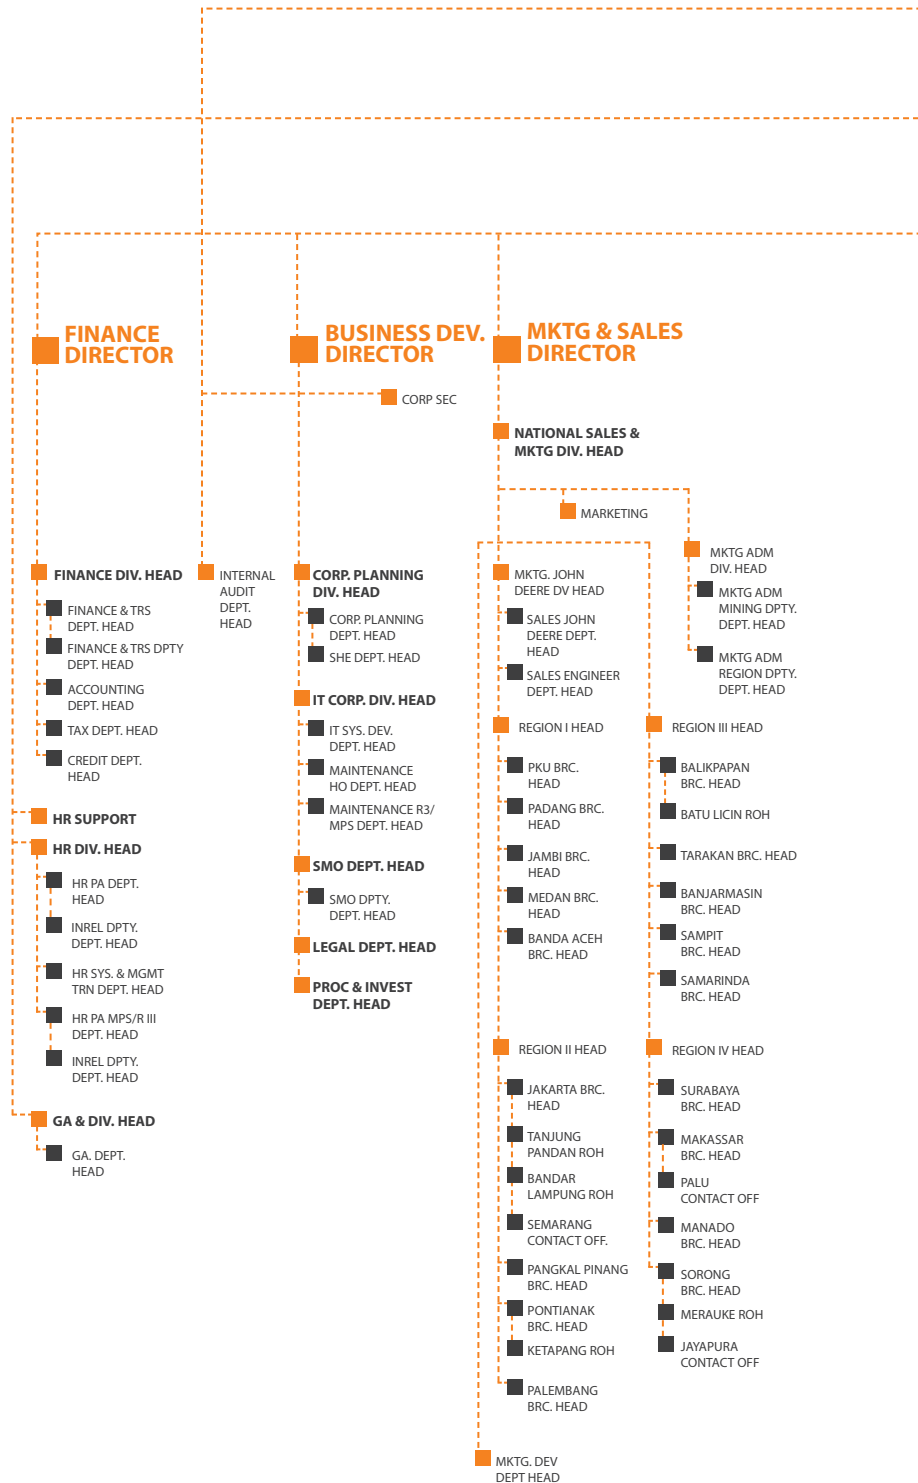 FINANCE
DIRECTOR
BUSINESS DEV.
DIRECTOR
MKTG & SALES
DIRECTOR
CORP SEC
NATIONAL SALES &
MKTG DIV. HEAD
MARKETING
MKTG ADM
DIV. HEAD
MKTG ADM
MINING DPTY.
DEPT. HEAD
MKTG ADM
REGION DPTY.
DEPT. HEAD
FINANCE DIV. HEAD
FINANCE & TRS
DEPT. HEAD
FINANCE & TRS DPTY
DEPT. HEAD
ACCOUNTING
DEPT. HEAD
TAX DEPT. HEAD
CREDIT DEPT.
HEAD
HR SUPPORT
HR DIV. HEAD
HR PA DEPT.
HEAD
INREL DPTY.
DEPT. HEAD
HR SYS. & MGMT
TRN DEPT. HEAD
HR PA MPS/R III
DEPT. HEAD
INREL DPTY.
DEPT. HEAD
GA & DIV. HEAD
GA. DEPT.
HEAD
INTERNAL
AUDIT
DEPT.
HEAD
CORP. PLANNING
DIV. HEAD
CORP. PLANNING
DEPT. HEAD
SHE DEPT. HEAD
IT CORP. DIV. HEAD
IT SYS. DEV.
DEPT. HEAD
MAINTENANCE
HO DEPT. HEAD
MAINTENANCE R3/
MPS DEPT. HEAD
SMO DEPT. HEAD
SMO DPTY.
DEPT. HEAD
LEGAL DEPT. HEAD
PROC & INVEST
DEPT. HEAD
MKTG. JOHN
DEERE DV HEAD
SALES JOHN
DEERE DEPT.
HEAD
SALES ENGINEER
DEPT. HEAD
REGION I HEAD
PKU BRC.
HEAD
PADANG BRC.
HEAD
JAMBI BRC.
HEAD
MEDAN BRC.
HEAD
BANDA ACEH
BRC. HEAD
REGION II HEAD
JAKARTA BRC.
HEAD
TANJUNG
PANDAN ROH
BANDAR
LAMPUNG ROH
SEMARANG
CONTACT OFF.
PANGKAL PINANG
BRC. HEAD
PONTIANAK
BRC. HEAD
KETAPANG ROH
PALEMBANG
BRC. HEAD
REGION III HEAD
BALIKPAPAN
BRC. HEAD
BATU LICIN ROH
TARAKAN BRC. HEAD
BANJARMASIN
BRC. HEAD
SAMPIT
BRC. HEAD
SAMARINDA
BRC. HEAD
REGION IV HEAD
SURABAYA
BRC. HEAD
MAKASSAR
BRC. HEAD
PALU
CONTACT OFF
MANADO
BRC. HEAD
SORONG
BRC. HEAD
MERAUKE ROH
JAYAPURA
CONTACT OFF
MKTG. DEV
DEPT HEAD